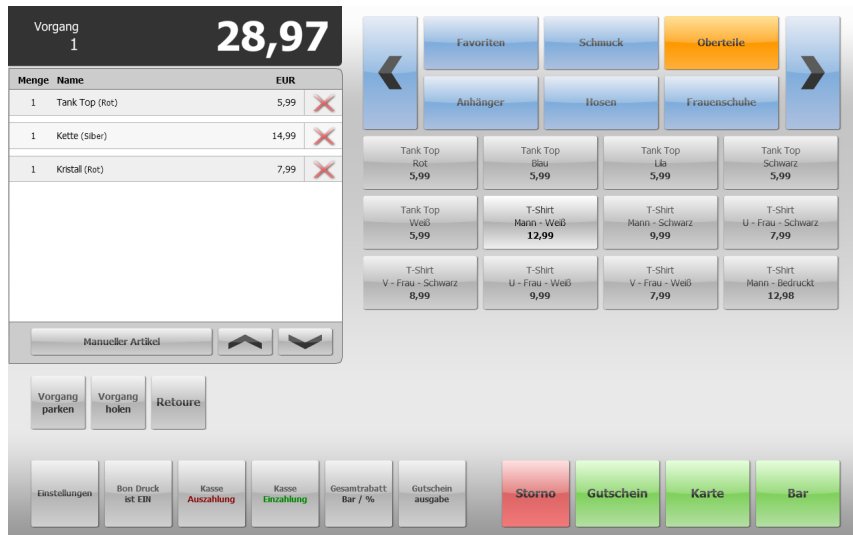 Vorgang
1
28,97
Menge Name EUR
1 Tank Top (Rot) 5,99
1 Kette (Siber) 14,99
1 Kristall (Rot) 7,99
Manueller Artikel
Vorgang
parken
Vorgang
holen
Retoure
Favoriten
Schmuck
Oberteile
Anhänger
Hosen
Frauenschuhe
Tank Top
Rot
5,99
Tank Top
Blau
5,99
Tank Top
Lila
5,99
Tank Top
Schwarz
5,99
Tank Top
Weiß
5,99
T-Shirt
Mann - Weiß
12,99
T-Shirt
Mann - Schwarz
9,99
T-Shirt
U - Frau - Schwarz
7,99
T-Shirt
V - Frau - Schwarz
8,99
T-Shirt
U - Frau - Weiß
9,99
T-Shirt
V - Frau - Weiß
7,99
T-Shirt
Mann - Bedruckt
12,98
Einstellungen
Bon Druck
ist EIN
Kasse
Auszahlung
Kasse
Einzahlung
Gesamtrabatt
Bar / %
Gutschein
ausgabe
Storno
Gutschein
Karte
Bar